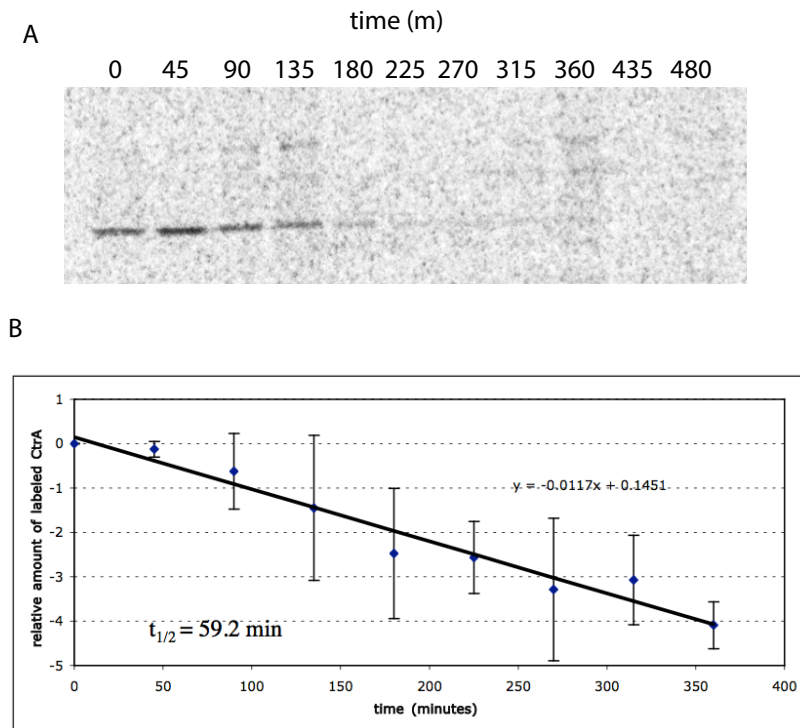 A
time (m)
0 45 90 135 180 225 270 315 360 435 480
B
1
0
-1
-2
-3
-4
-5
relative amount of labeled CtrA
y = -0.0117x + 0.1451
t1/2 = 59.2 min
0 50 100 150 200 250 300 350 400
time (minutes)